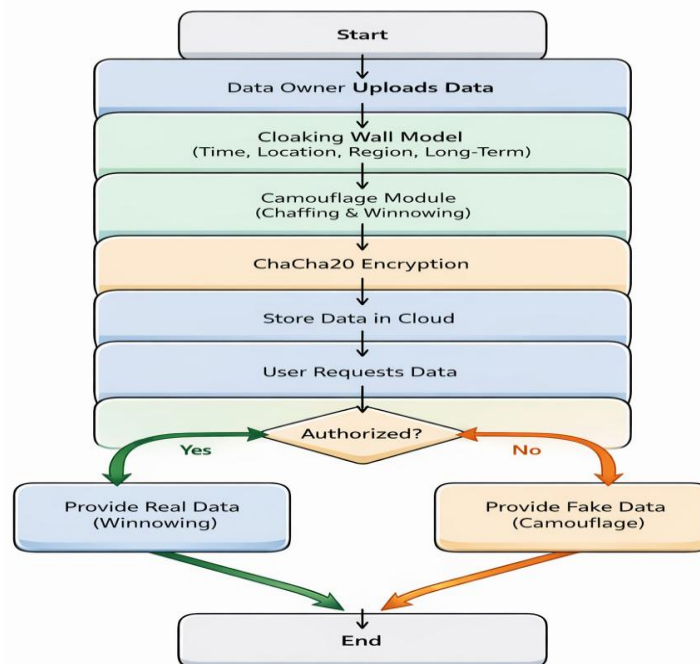 Start
Data Owner Uploads Data
Cloaking Wall Model
(Time, Location, Region, Long-Term)
Camouflage Module
(Chaffing & Winnowing)
ChaCha20 Encryption
Store Data in Cloud
User Requests Data
Authorized?
Yes
No
Provide Real Data
(Winnowing)
Provide Fake Data
(Camouflage)
End